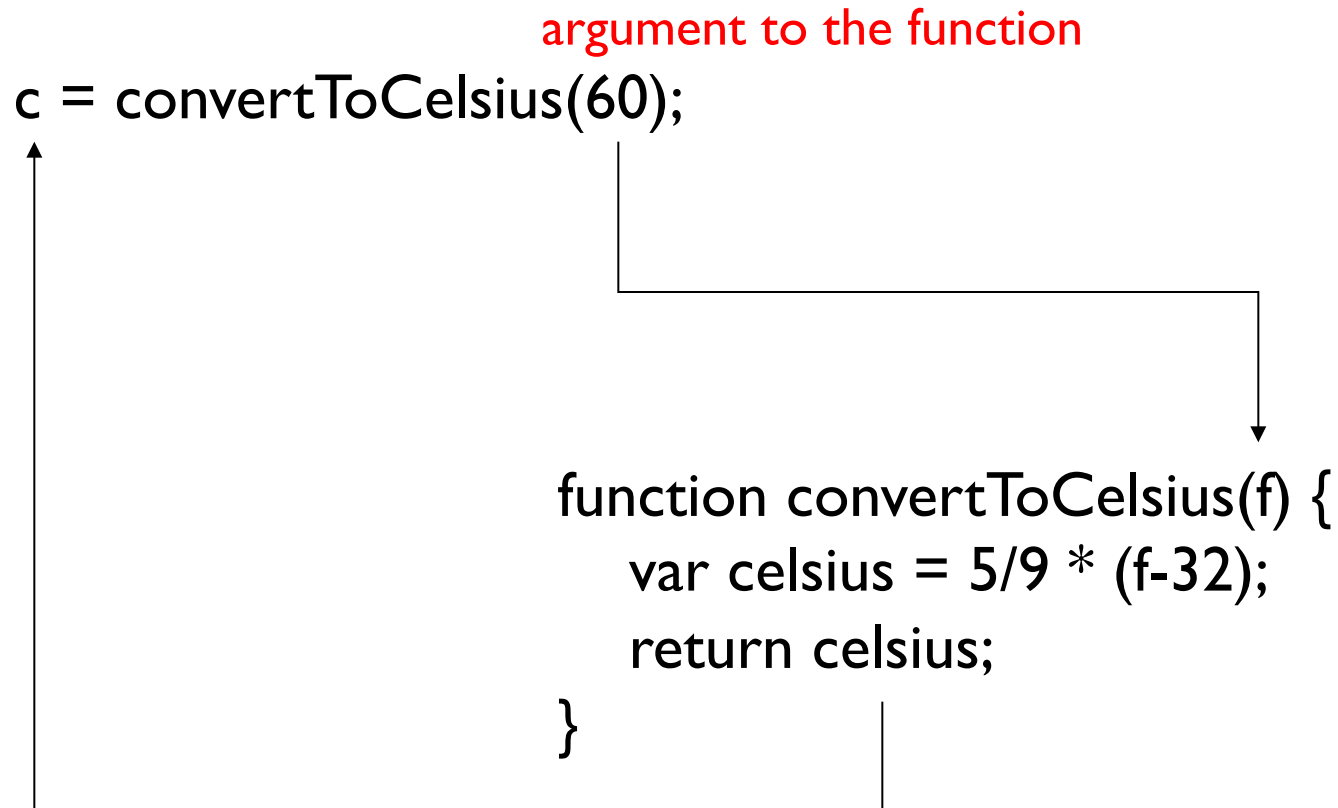 argument to the function
c = convertToCelsius(60);
function convertToCelsius(f) {
var celsius = 5/9 * (f-32);
return celsius;
}